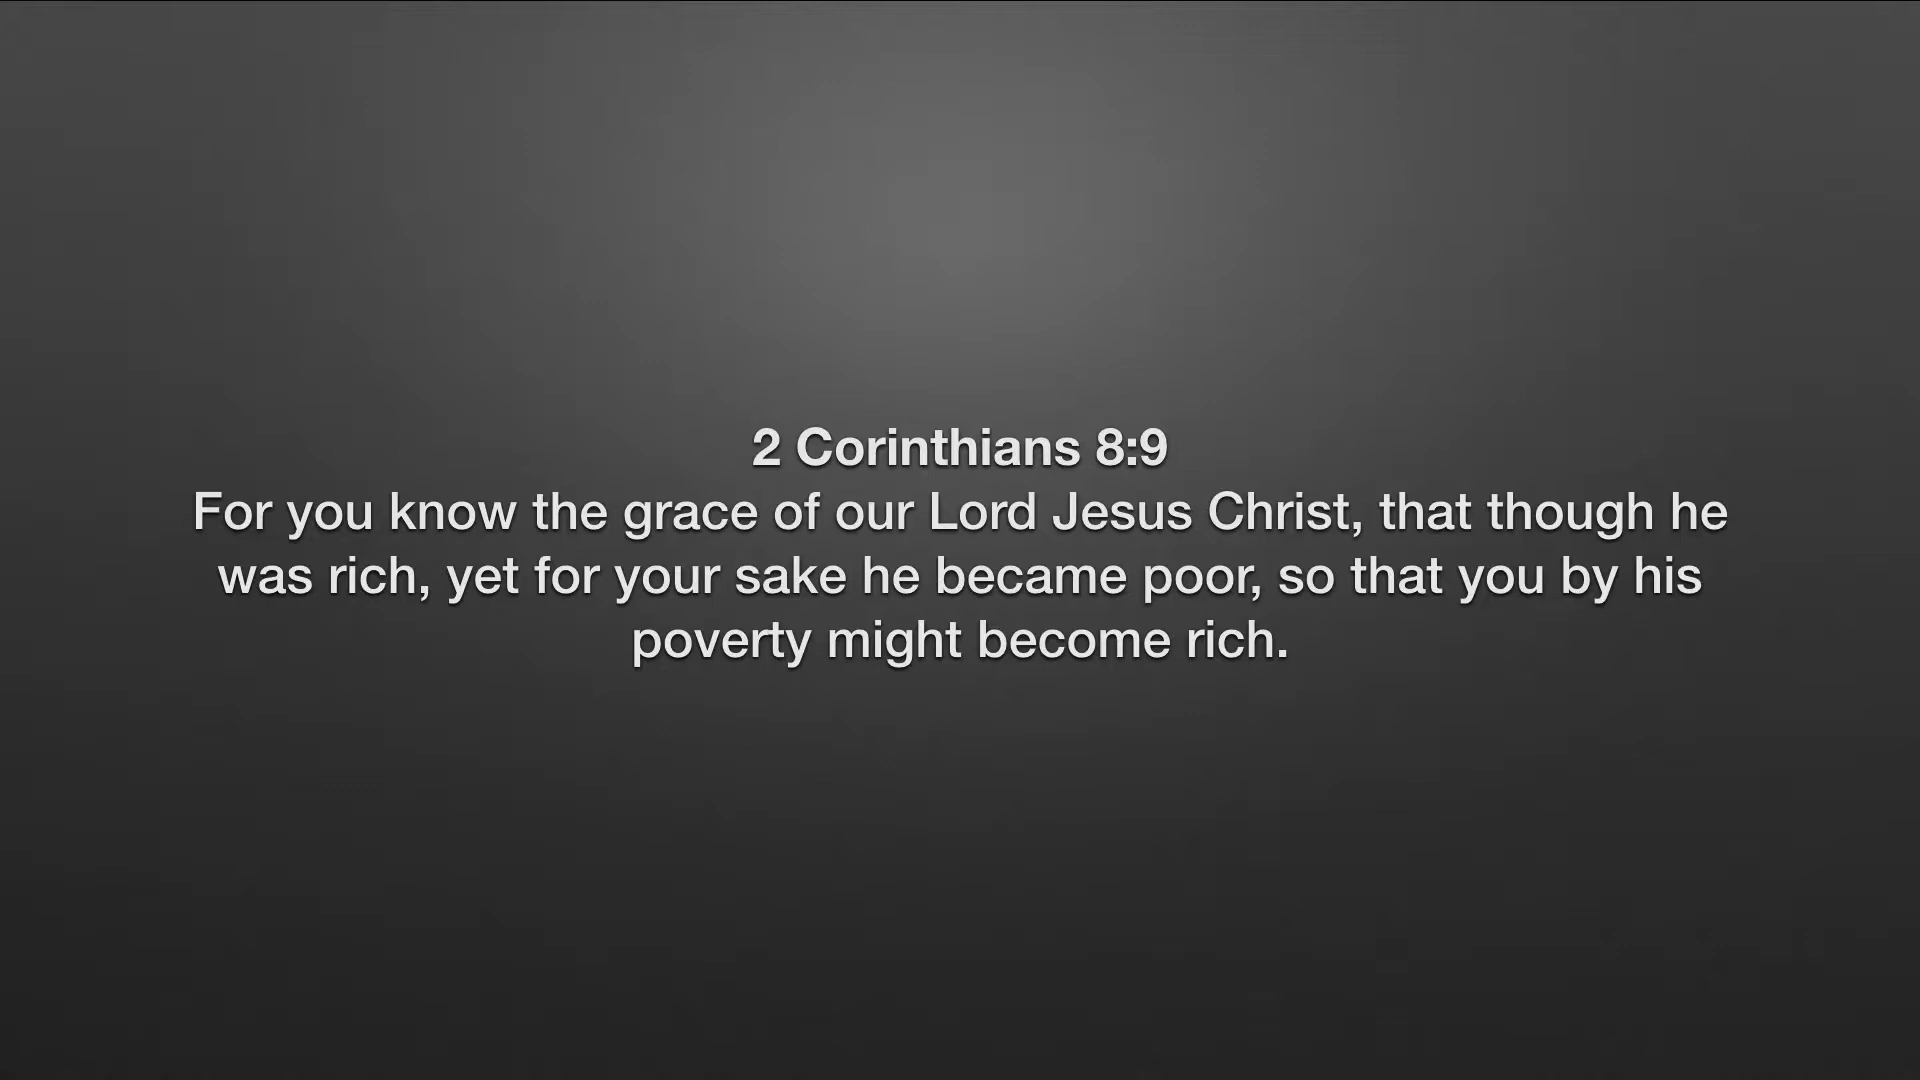 2 Corinthians 8:9
For you know the grace of our Lord Jesus Christ, that though he
was rich, yet for your sake he became poor, so that you by his
poverty might become rich.